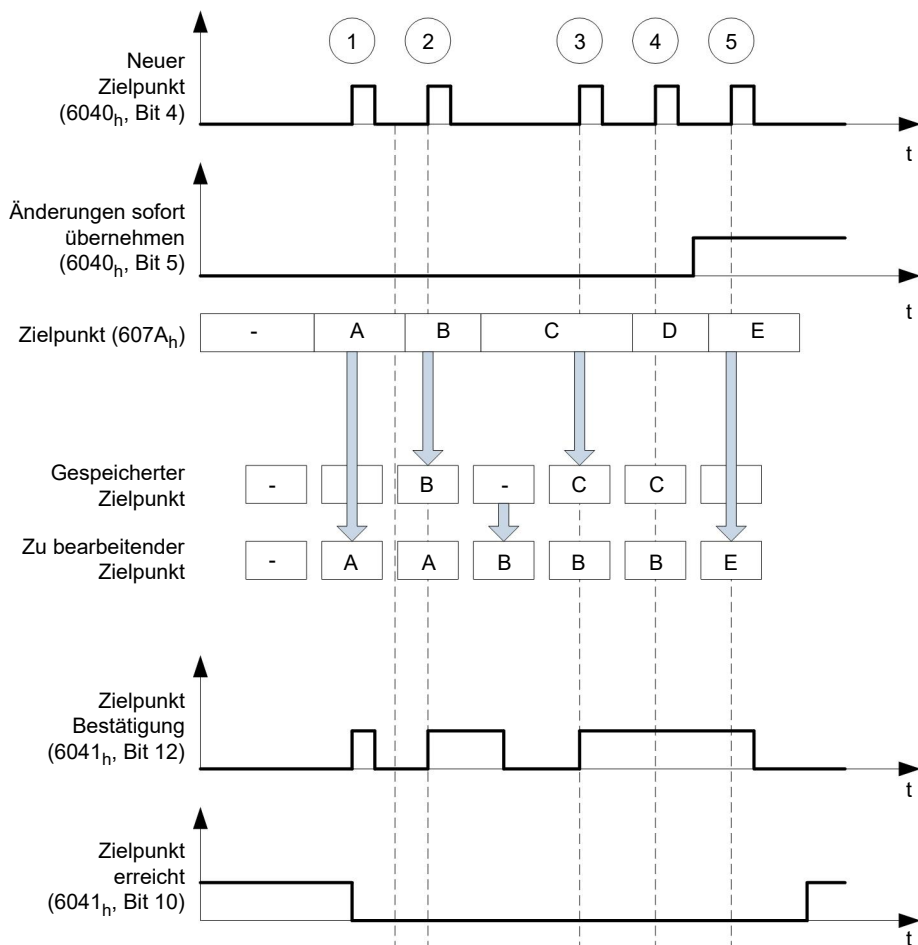 1 2 3 4 5
Neuer
Zielpunkt
(6040h, Bit 4)
t
Änderungen sofort
übernehmen
(6040h, Bit 5)
t
Zielpunkt (607Ah)
- A B C D E
Gespeicherter
Zielpunkt
- B - C C
Zu bearbeitender
Zielpunkt
- A A B B B E
Zielpunkt
Bestätigung
(6041h, Bit 12)
t
Zielpunkt
erreicht
(6041h, Bit 10)
t